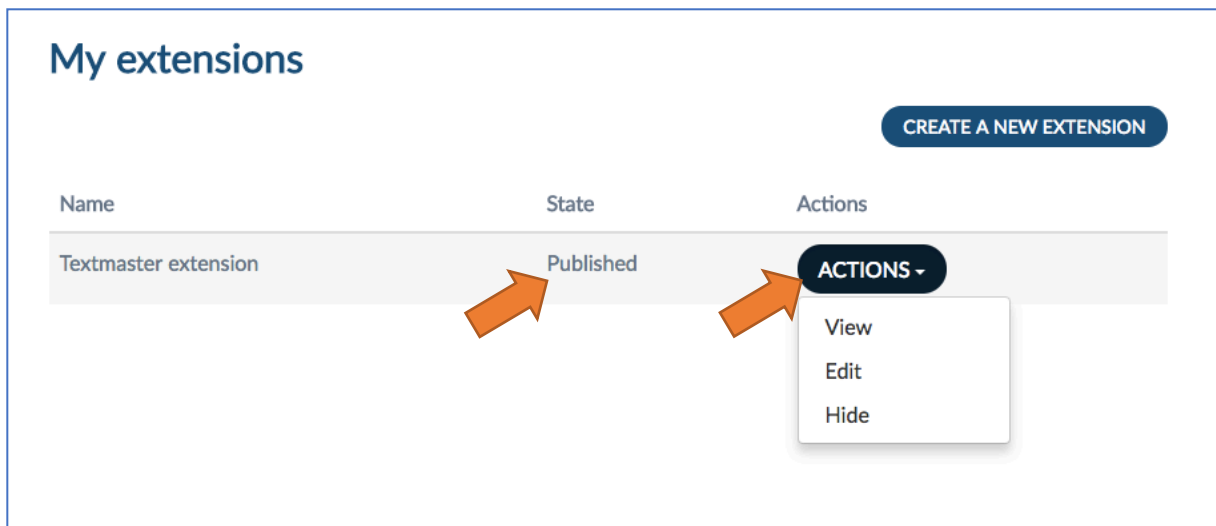 My extensions
CREATE A NEW EXTENSION
Name State Actions
Textmaster extension Published ACTIONS
View
Edit
Hide